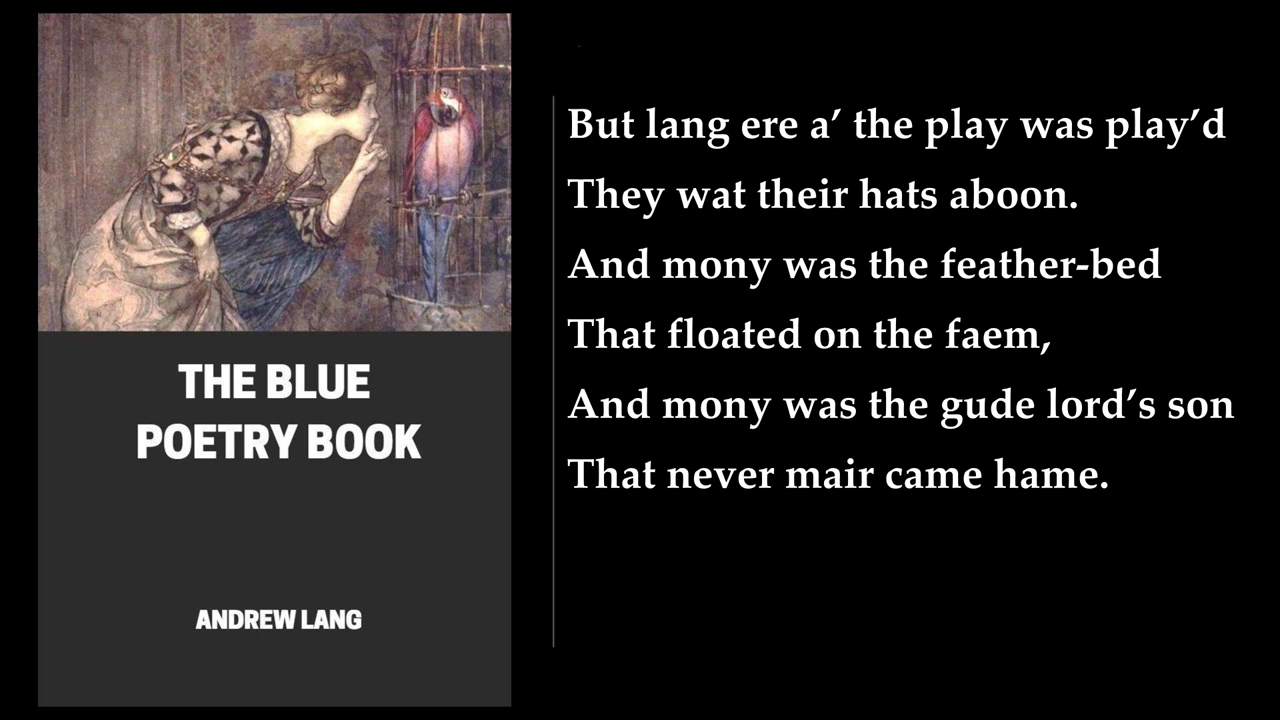 THE BLUE
POETRY BOOK
ANDREW LANG
But lang ere a’ the play was play’d
They wat their hats aboon.
And mony was the feather-bed
That floated on the faem,
And mony was the gude lord’s son
That never mair came hame.